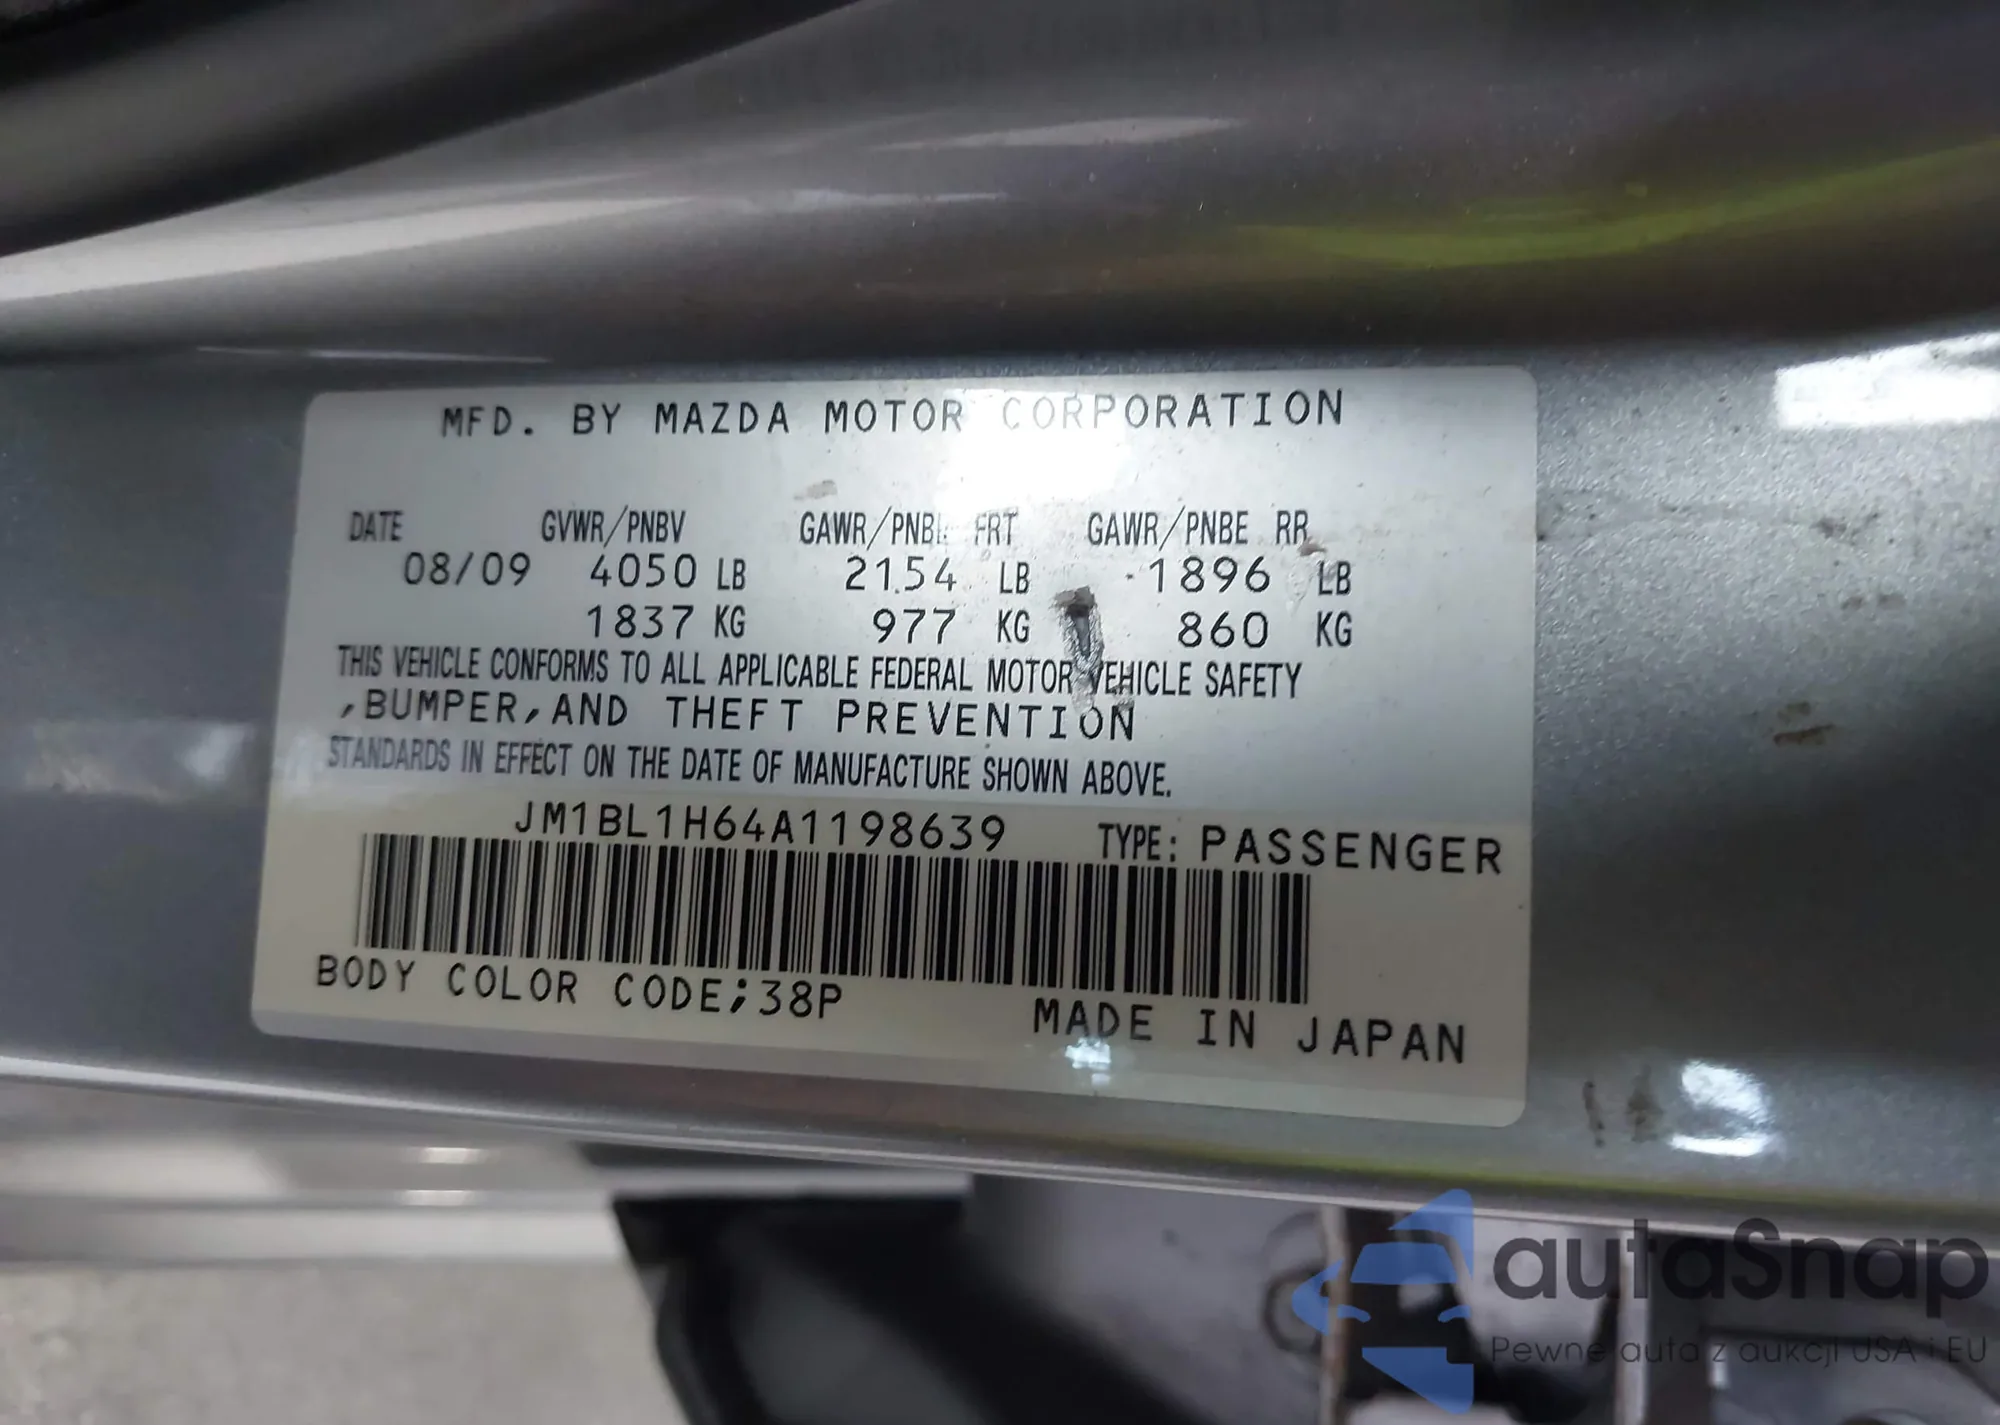 MFD. BY MAZDA MOTOR CORPORATION
DATE GVWR/PNBV GAWR/PNBE FRT GAWR/PNBE RR
08/09 4050 LB 2154 LB 1896 LB
1837 KG 977 KG 860 KG
THIS VEHICLE CONFORMS TO ALL APPLICABLE FEDERAL MOTOR VEHICLE SAFETY
,BUMPER,AND THEFT PREVENTION
STANDARDS IN EFFECT ON THE DATE OF MANUFACTURE SHOWN ABOVE.
JM1BL1H64A1198639 TYPE: PASSENGER
BODY COLOR CODE;38P
MADE IN JAPAN
autaSnap
Pewne auta z aukcji USA i EU